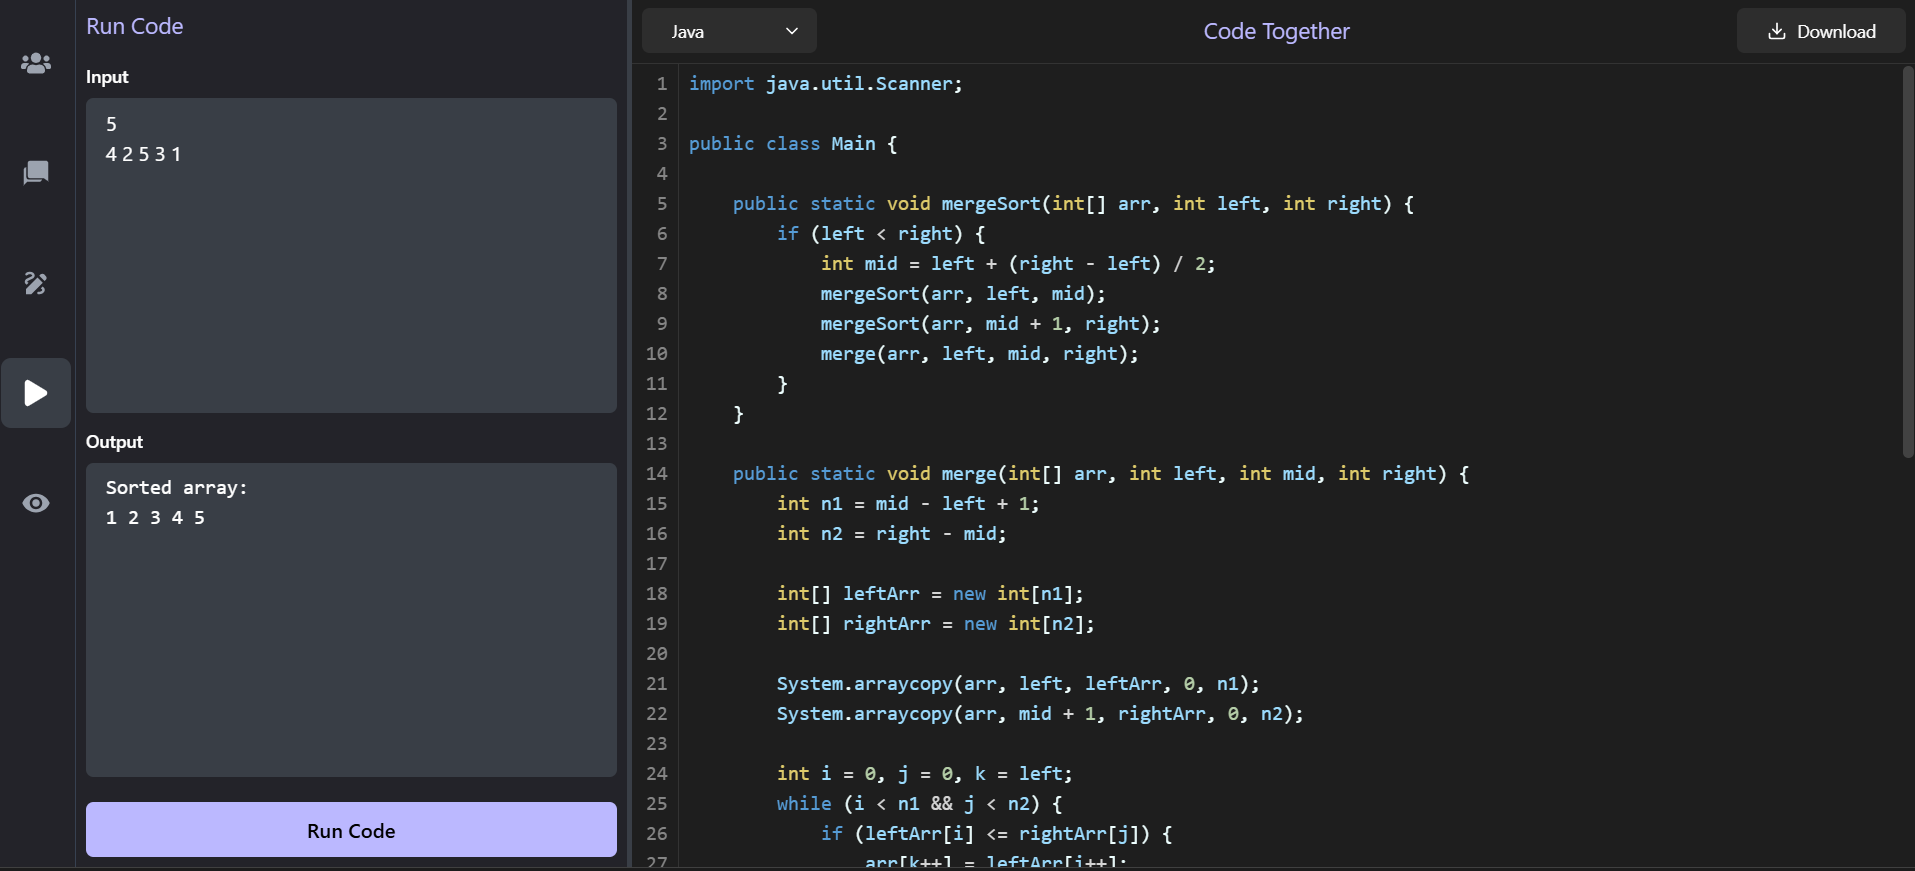 Run Code
Input
5
4 2 5 3 1
Output
Sorted array:
1 2 3 4 5
Run Code
Java
Code Together
Download
1 import java.util.Scanner;
2
3 public class Main {
4
5     public static void mergeSort(int[] arr, int left, int right) {
6         if (left < right) {
7             int mid = left + (right - left) / 2;
8             mergeSort(arr, left, mid);
9             mergeSort(arr, mid + 1, right);
10             merge(arr, left, mid, right);
11         }
12     }
13
14     public static void merge(int[] arr, int left, int mid, int right) {
15         int n1 = mid - left + 1;
16         int n2 = right - mid;
17
18         int[] leftArr = new int[n1];
19         int[] rightArr = new int[n2];
20
21         System.arraycopy(arr, left, leftArr, 0, n1);
22         System.arraycopy(arr, mid + 1, rightArr, 0, n2);
23
24         int i = 0, j = 0, k = left;
25         while (i < n1 && j < n2) {
26             if (leftArr[i] <= rightArr[j]) {
27                 arr[k++] = leftArr[i++];